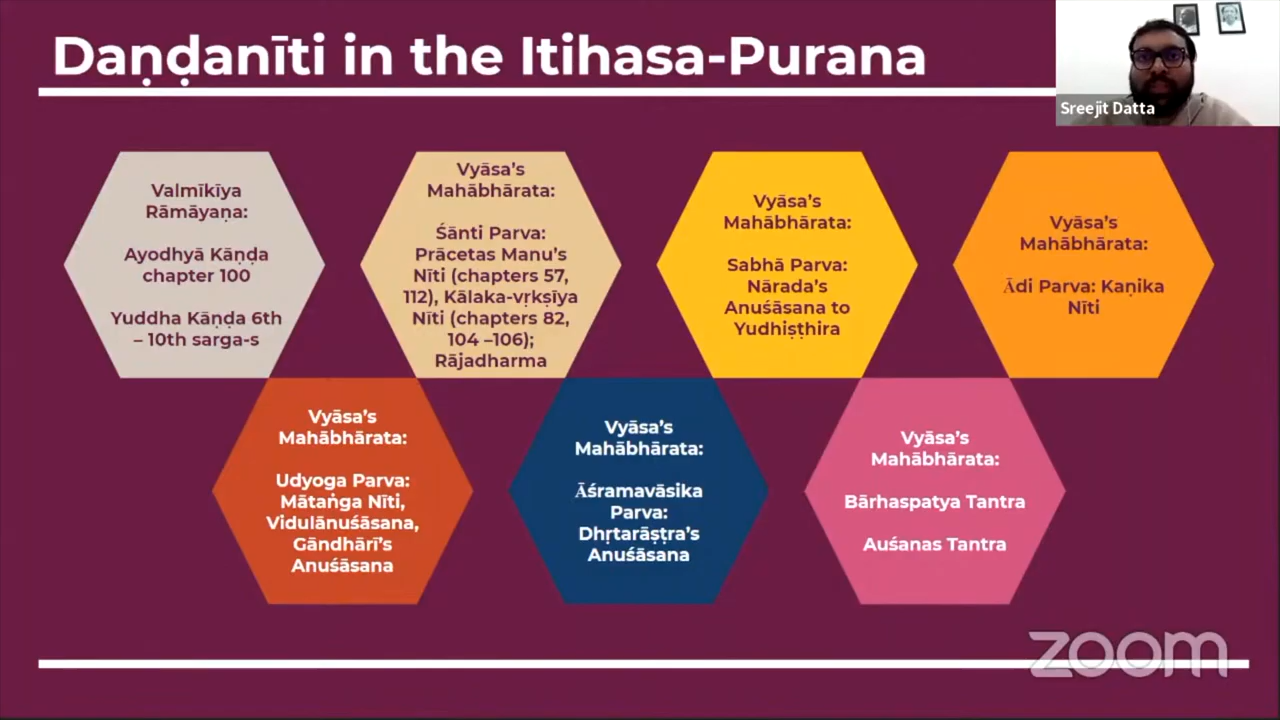 Daṇḍanīti in the Itihasa-Purana
Sreejit Datta
Valmīkīya
Rāmāyaṇa:
Ayodhyā Kāṇḍa
chapter 100
Yuddha Kāṇḍa 6th
– 10th sarga-s
Vyāsa’s
Mahābhārata:
Śānti Parva:
Prācetas Manu’s
Nīti (chapters 57,
112), Kālaka-vṛkṣīya
Nīti (chapters 82,
104 –106);
Rājadharma
Vyāsa’s
Mahābhārata:
Sabhā Parva:
Nārada’s
Anuśāsana to
Yudhiṣṭhira
Vyāsa’s
Mahābhārata:
Ādi Parva: Kaṇika
Nīti
Vyāsa’s
Mahābhārata:
Udyoga Parva:
Mātaṅga Nīti,
Vidulānuśāsana,
Gāndhārī’s
Anuśāsana
Vyāsa’s
Mahābhārata:
Āśramavāsika
Parva:
Dhṛtarāṣṭra’s
Anuśāsana
Vyāsa’s
Mahābhārata:
Bārhaspatya Tantra
Auśanas Tantra
zoom